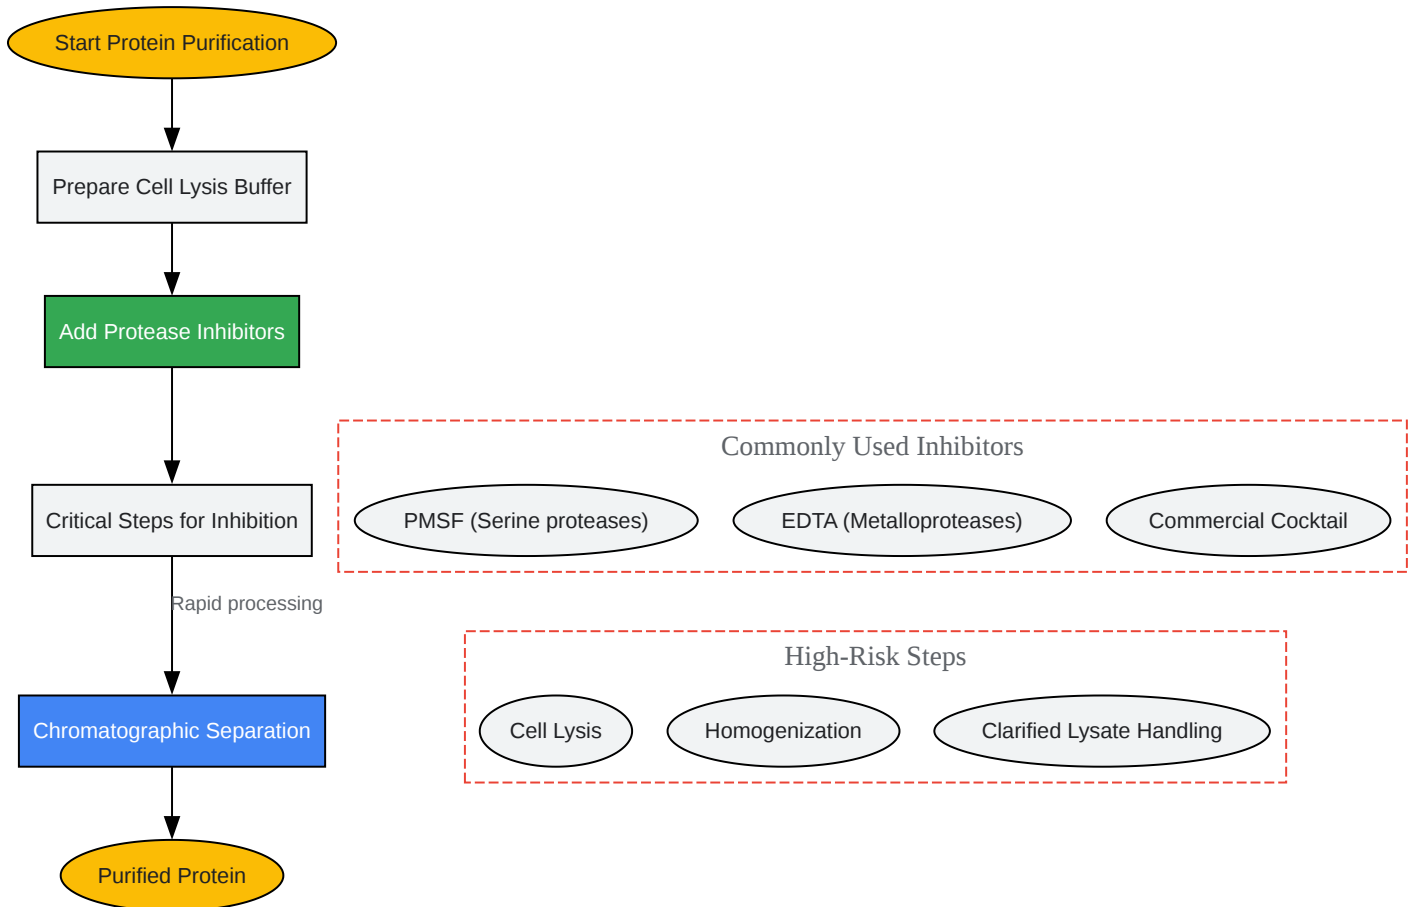 Start Protein Purification
Prepare Cell Lysis Buffer
Add Protease Inhibitors
Commonly Used Inhibitors
Critical Steps for Inhibition
PMSF (Serine proteases)
EDTA (Metalloproteases)
Commercial Cocktail
Rapid processing
High-Risk Steps
Chromatographic Separation
Cell Lysis
Homogenization
Clarified Lysate Handling
Purified Protein